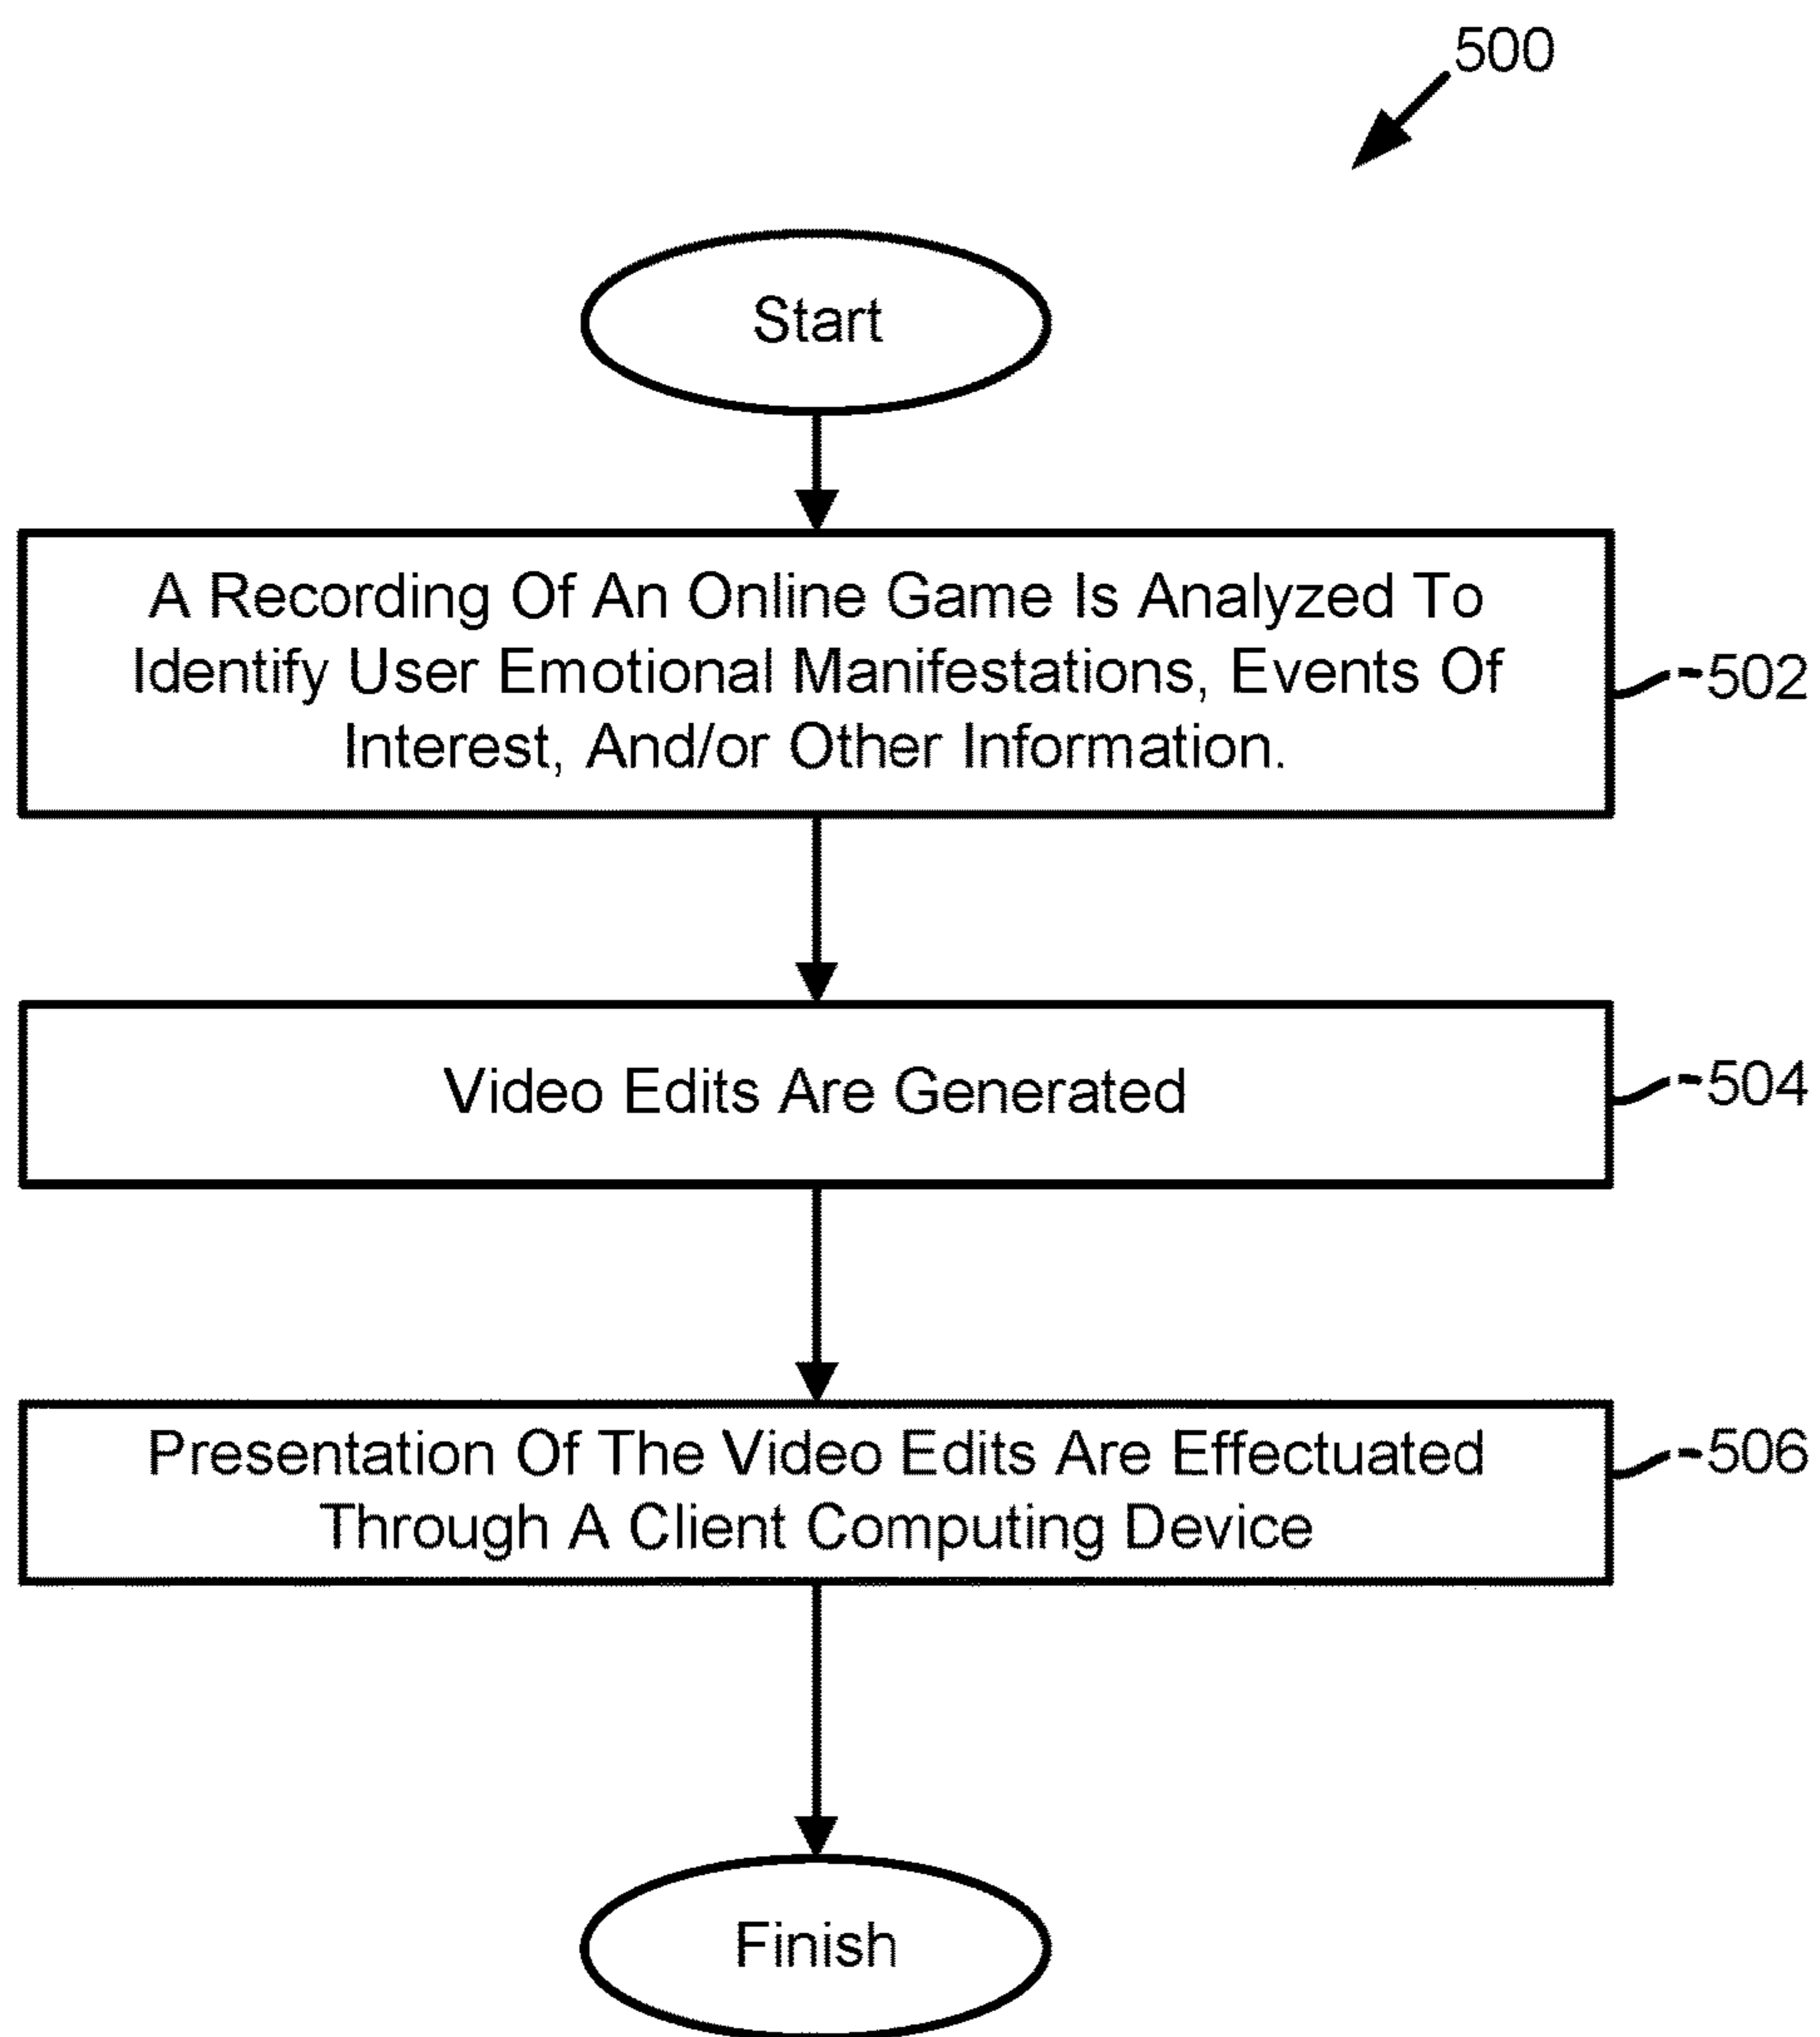 500
Start
A Recording Of An Online Game Is Analyzed To
Identify User Emotional Manifestations, Events Of
Interest, And/or Other Information.
502
Video Edits Are Generated
504
Presentation Of The Video Edits Are Effectuated
Through A Client Computing Device
506
Finish